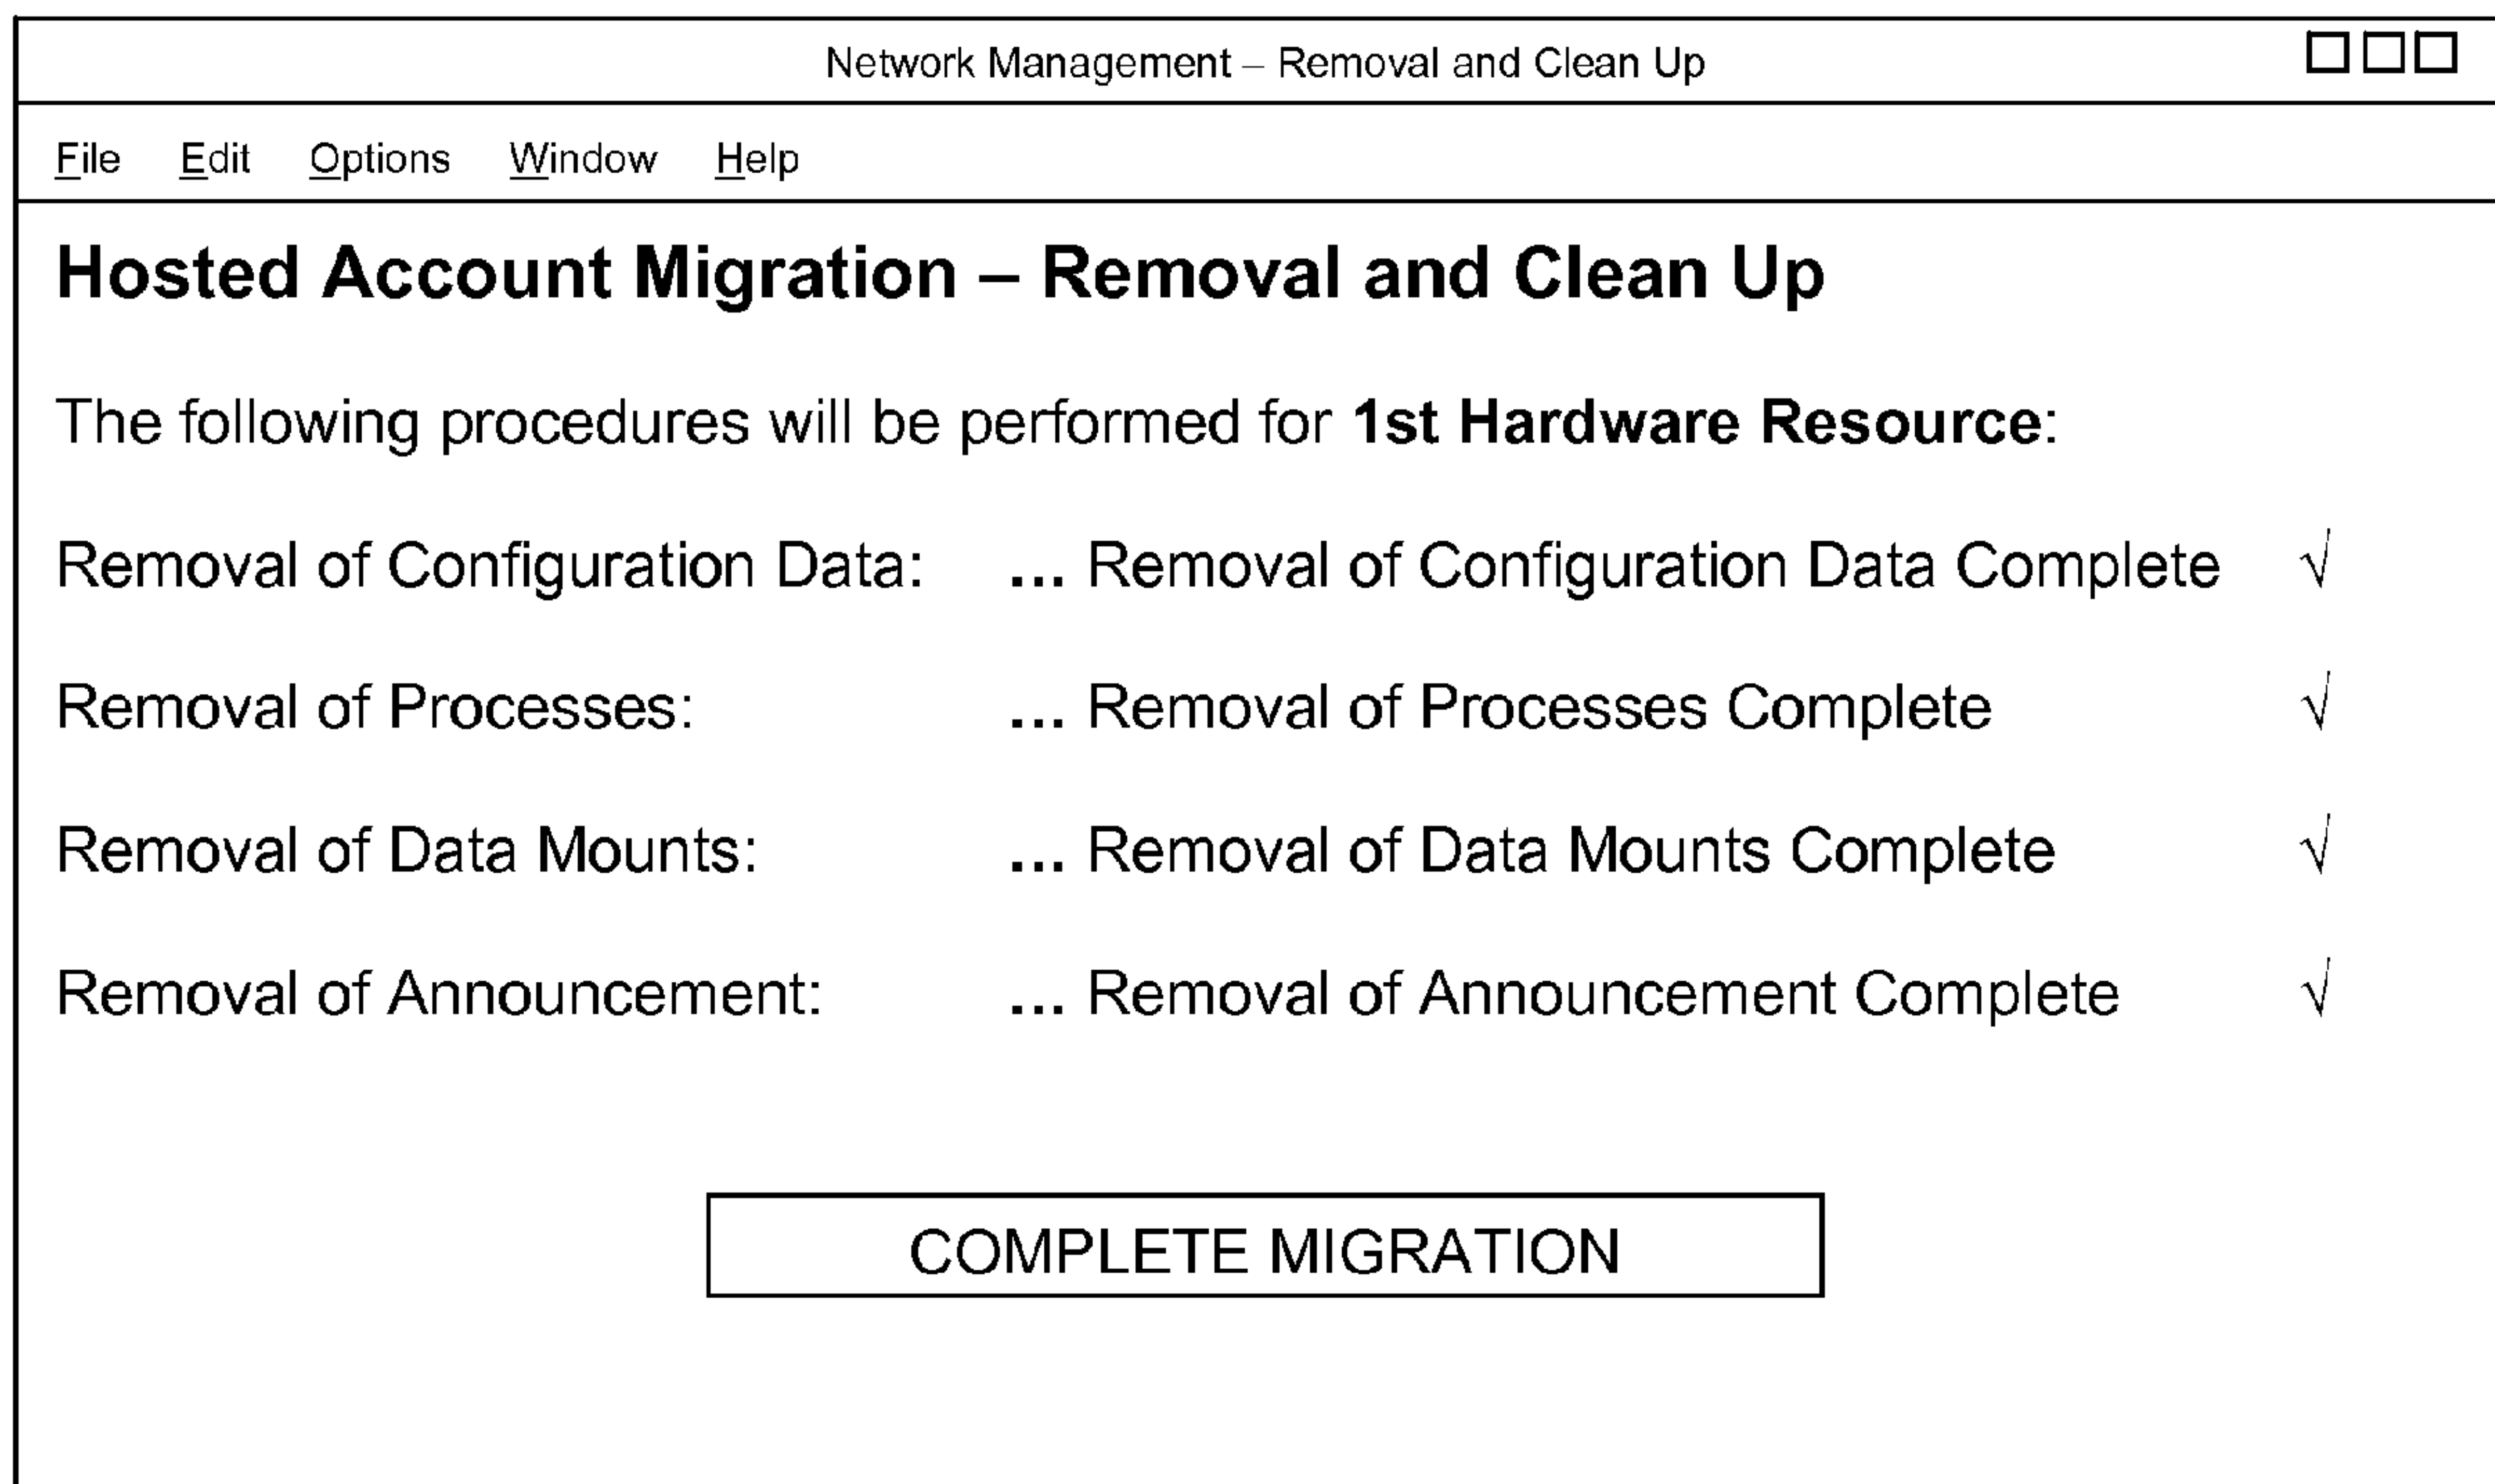 Network Management – Removal and Clean Up
File Edit Options Window Help
Hosted Account Migration – Removal and Clean Up
The following procedures will be performed for 1st Hardware Resource:
Removal of Configuration Data: ... Removal of Configuration Data Complete √
Removal of Processes: ... Removal of Processes Complete √
Removal of Data Mounts: ... Removal of Data Mounts Complete √
Removal of Announcement: ... Removal of Announcement Complete √
COMPLETE MIGRATION